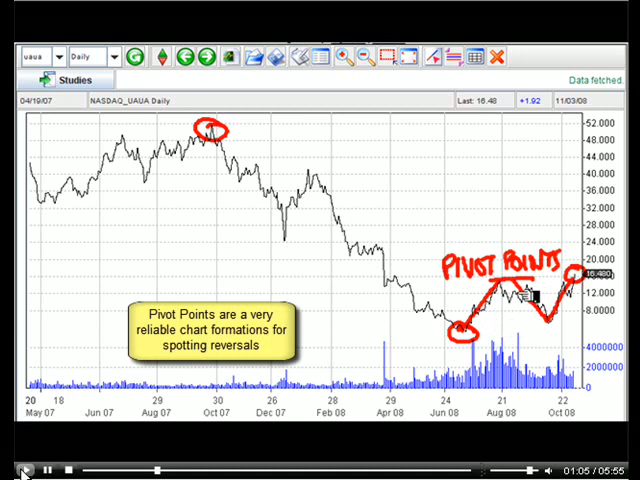 uaua Daily
Studies
Data fetched.
04/19/07 NASDAQ_UAUA Daily Last: 16.48 +1.92 11/03/08
52.000
48.000
44.000
40.000
36.000
32.000
28.000
24.000
20.000
16.480
12.000
8.000
PIVOT POINTS
Pivot Points are a very
reliable chart formations for
spotting reversals
4000000
2000000
0
20 18 29 30 26 28 29 24 21 22
May 07 Jun 07 Aug 07 Oct 07 Dec 07 Feb 08 Apr 08 Jun 08 Aug 08 Oct 08
01:05 / 05:55